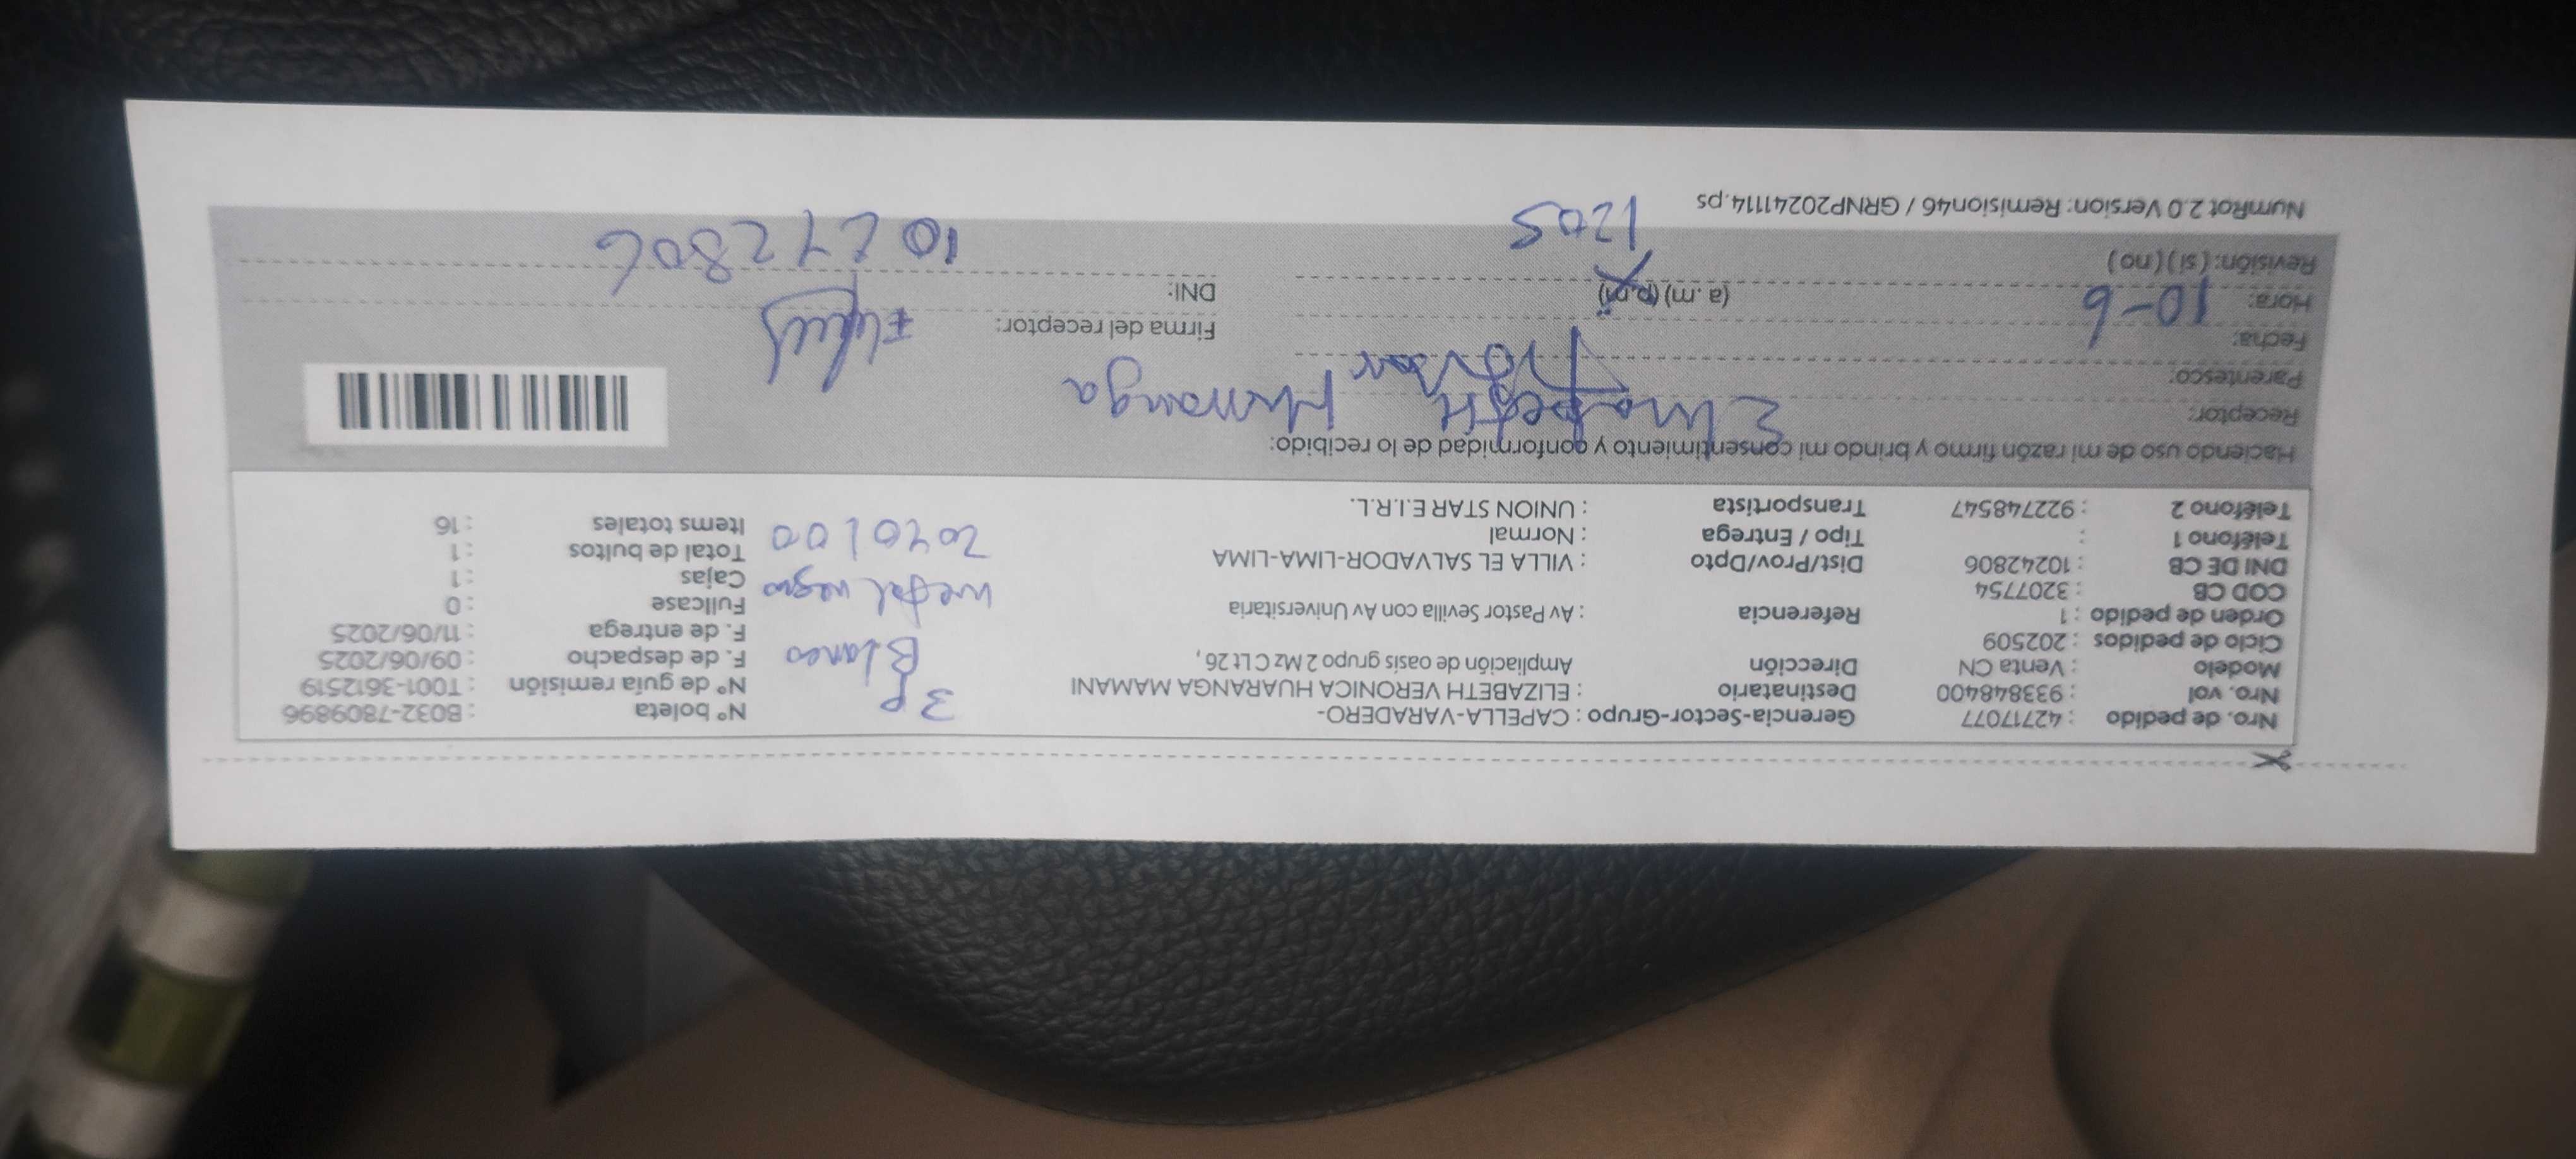 Nro. de pedido : 42717077 Gerencia-Sector-Grupo : CAPELLA-VARADERO- Nº boleta : B032-7809896
Nro. vol : 933848400 Destinatario : ELIZABETH VERONICA HUARANGA MAMANI 3P Nº de guía remisión : T001-3612519
Modelo : Venta CN Dirección Ampliación de oasis grupo 2 Mz C Lt 26, Blanco F. de despacho : 09/06/2025
Ciclo de pedidos : 202509 F. de entrega : 11/06/2025
Orden de pedido : 1 Referencia : Av Pastor Sevilla con Av Universitaria Fullcase : 0
COD CB : 3207754 metal negro Cajas : 1
DNI DE CB : 10242806 Dist/Prov/Dpto : VILLA EL SALVADOR-LIMA-LIMA Total de bultos : 1
Teléfono 1 : Tipo / Entrega : Normal Items totales : 16
Teléfono 2 : 922748547 Transportista : UNION STAR E.I.R.L.
Haciendo uso de mi razón firmo y brindo mi consentimiento y conformidad de lo recibido:
Receptor: Huaranga
Parentesco:
Fecha: 10-6 Firma del receptor:
Hora: (a.m) (p.m) DNI: 10242806
Revisión: (si) (no) 1205
NumRot 2.0 Version: Remision46 / GRNP20241114.ps